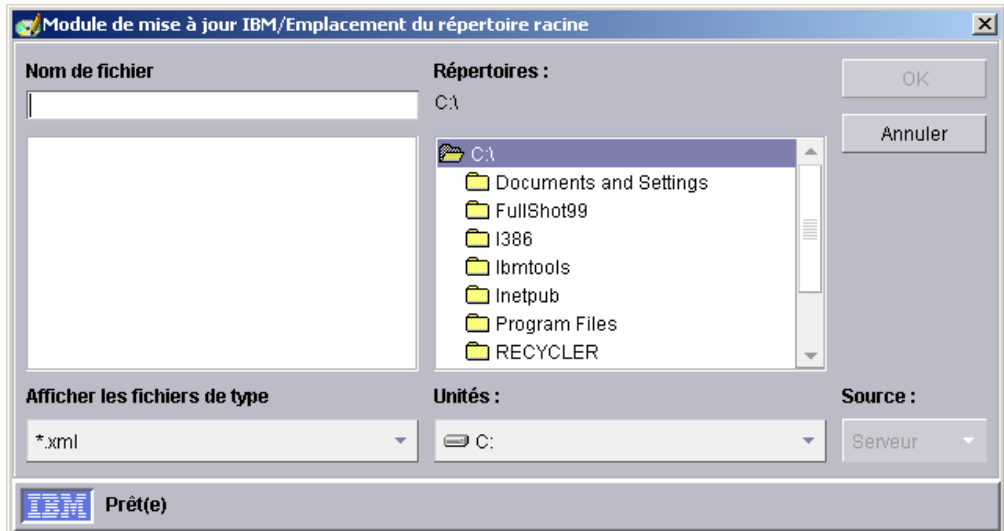 Module de mise à jour IBM/Emplacement du répertoire racine
Nom de fichier
Répertoires :
C:\
OK
Annuler
C:\
Documents and Settings
FullShot99
I386
Ibmtools
Inetpub
Program Files
RECYCLER
Afficher les fichiers de type
*.xml
Unités :
C:
Source :
Serveur
IBM
Prêt(e)